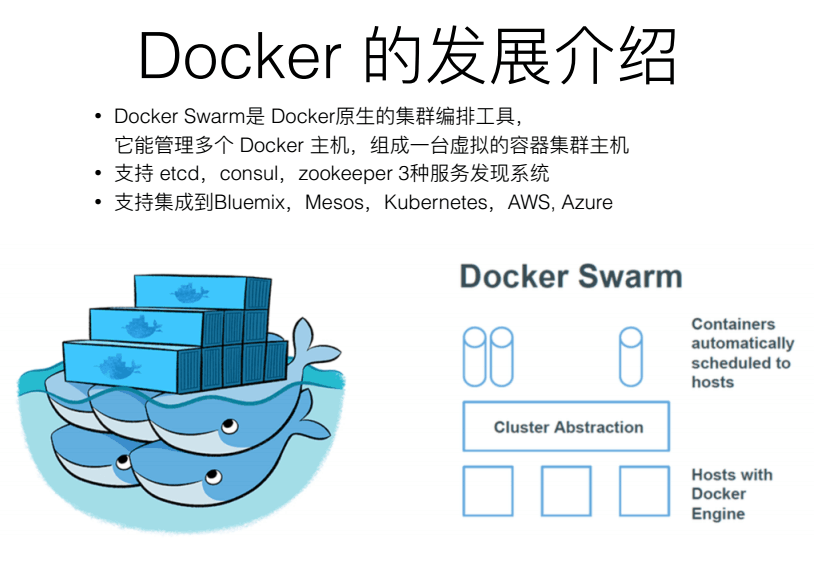 Docker 的发展介绍
• Docker Swarm是 Docker原生的集群编排工具，
它能管理多个 Docker 主机，组成一台虚拟的容器集群主机
• 支持 etcd，consul，zookeeper 3种服务发现系统
• 支持集成到Bluemix，Mesos，Kubernetes，AWS, Azure
Docker Swarm
Containers
automatically
scheduled to
hosts
Cluster Abstraction
Hosts with
Docker
Engine